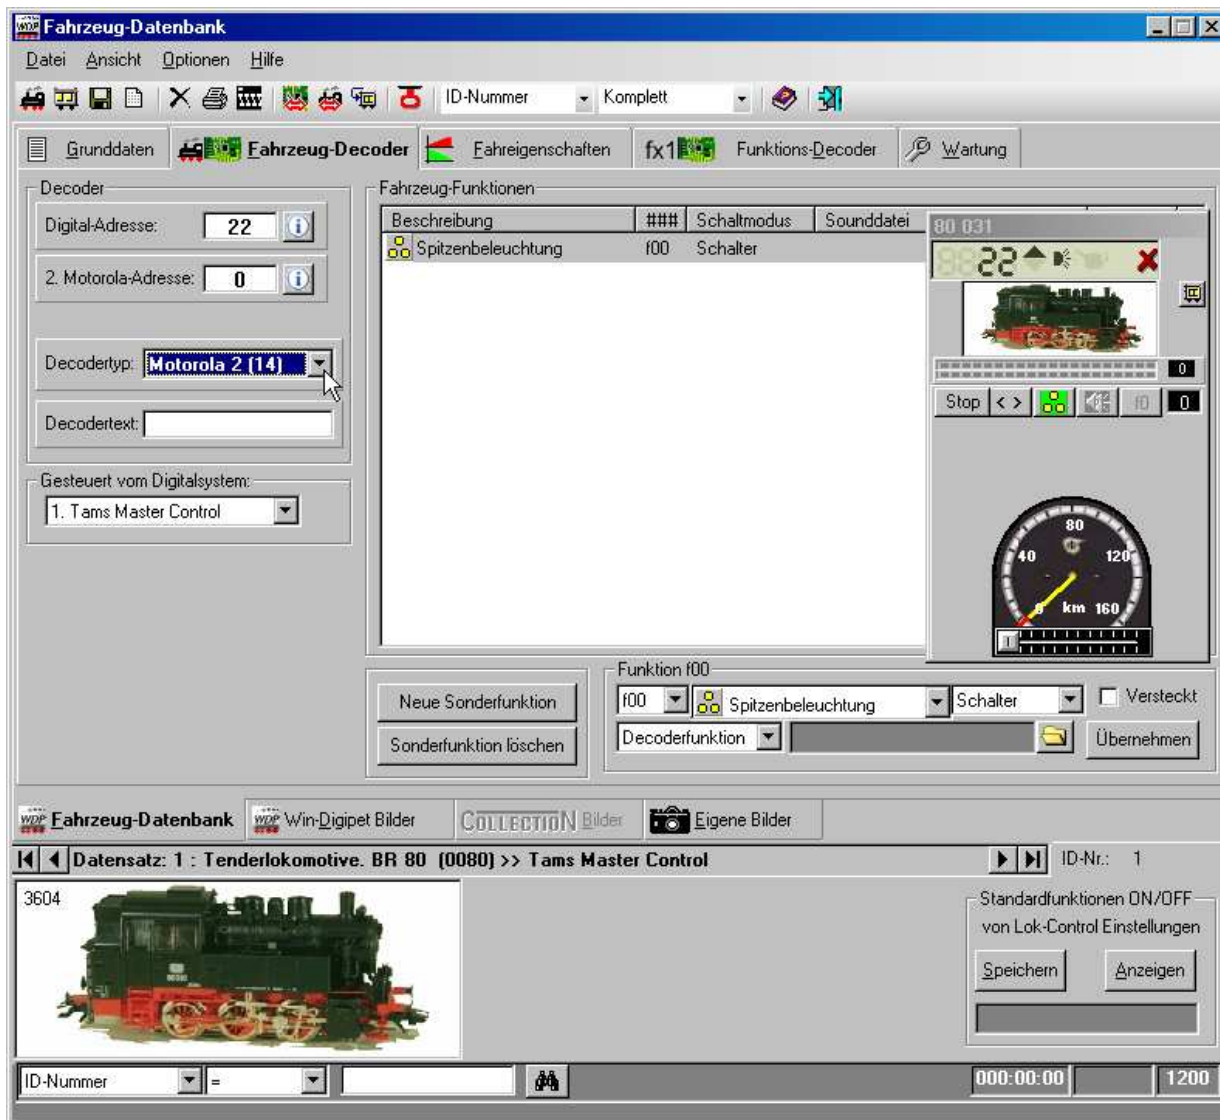 Fahrzeug-Datenbank
Datei Ansicht Optionen Hilfe
ID-Nummer Komplett
Grunddaten Fahrzeug-Decoder Fahreigenschaften fx1 Funktions-Decoder Wartung
Decoder
Digital-Adresse: 22
2. Motorola-Adresse: 0
Decodertyp: Motorola 2 (14)
Decodertext:
Gesteuert vom Digitalsystem:
1. Tams Master Control
Fahrzeug-Funktionen
Beschreibung ### Schaltmodus Sounddatei
Spitzenbeleuchtung f00 Schalter
80 031
22
0
Stop < > f0 0
80
40 120
0 km 160
Neue Sonderfunktion
Sonderfunktion löschen
Funktion f00
f00 Spitzenbeleuchtung Schalter Versteckt
Decoderfunktion Übernehmen
WDP Fahrzeug-Datenbank WDP Win-Digipet Bilder COLLECTION Bilder Eigene Bilder
Datensatz: 1 : Tenderlokomotive. BR 80 (0080) >> Tams Master Control ID-Nr.: 1
3604
Standardfunktionen ON/OFF
von Lok-Control Einstellungen
Speichern Anzeigen
ID-Nummer = 000:00:00 1200